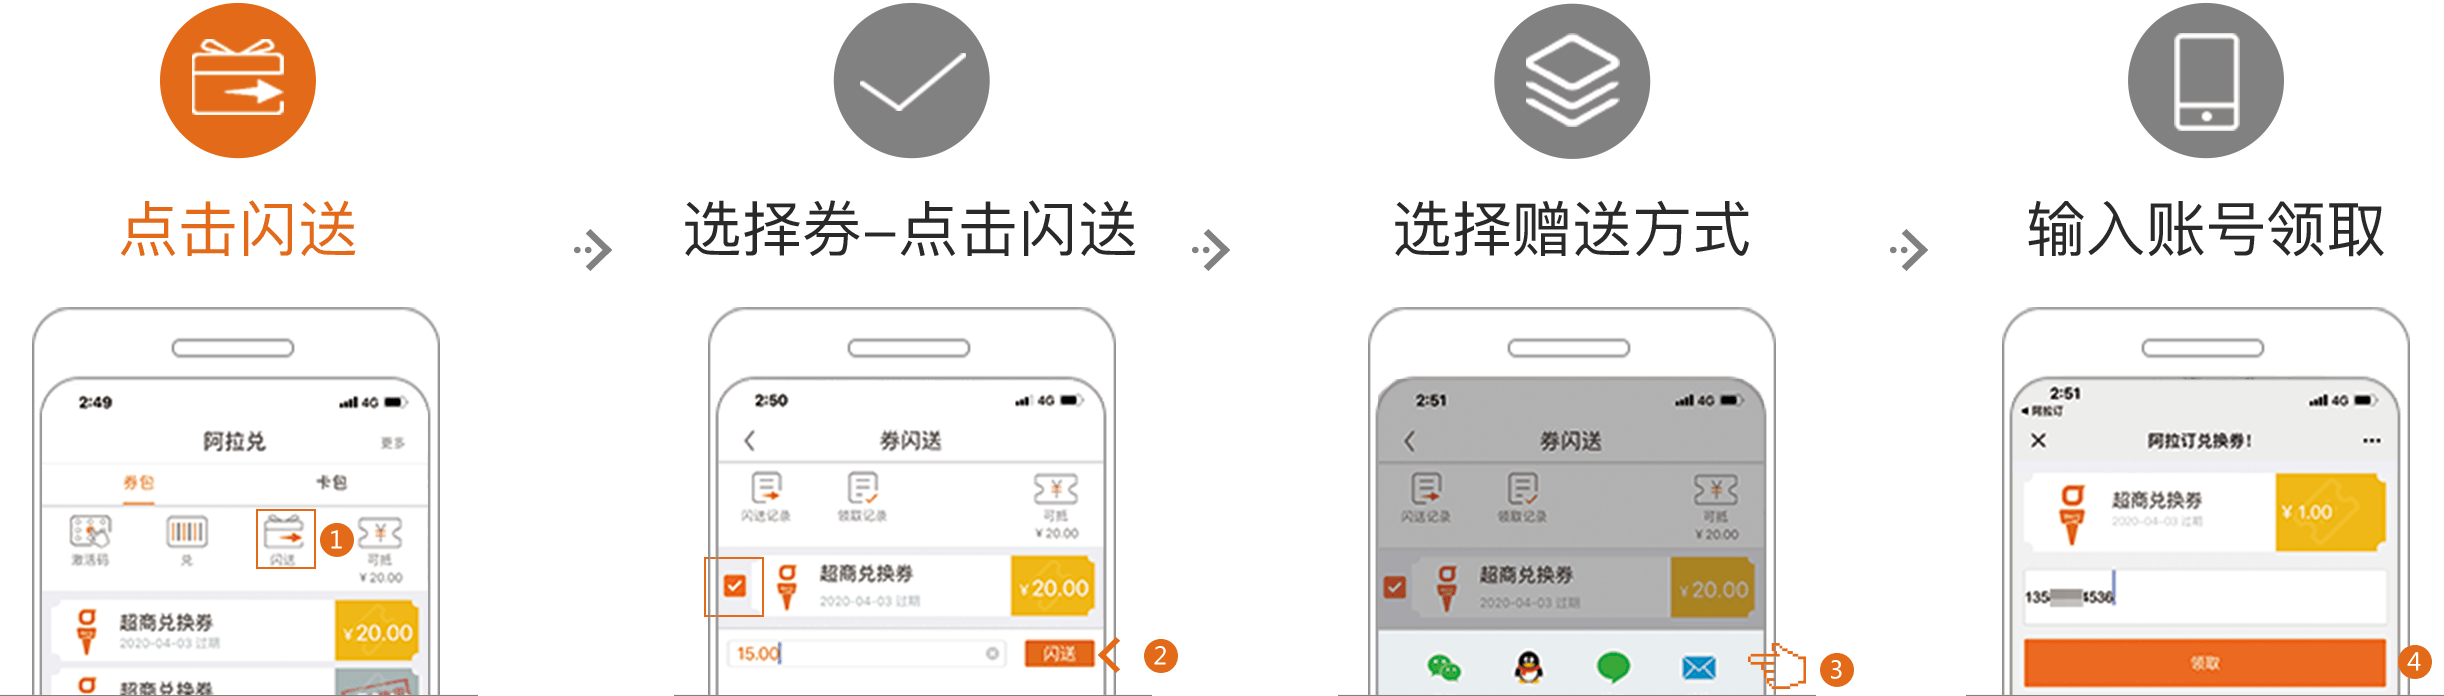 点击闪送
选择券–点击闪送
选择赠送方式
输入账号领取
2:49
4G
阿拉兑
更多
券包
卡包
激活码
兑
闪送
1
可抵
¥20.00
超商兑换券
2020-04-03 过期
¥20.00
超商兑换券
2:50
4G
券闪送
闪送记录
领取记录
可抵
¥20.00
超商兑换券
2020-04-03 过期
¥20.00
15.00
闪送
2
2:51
4G
券闪送
闪送记录
领取记录
可抵
¥20.00
超商兑换券
2020-04-03 过期
¥20.00
3
2:51
4G
阿拉订
阿拉订兑换券!
超商兑换券
2020-04-03 过期
¥1.00
135 4536
领取
4